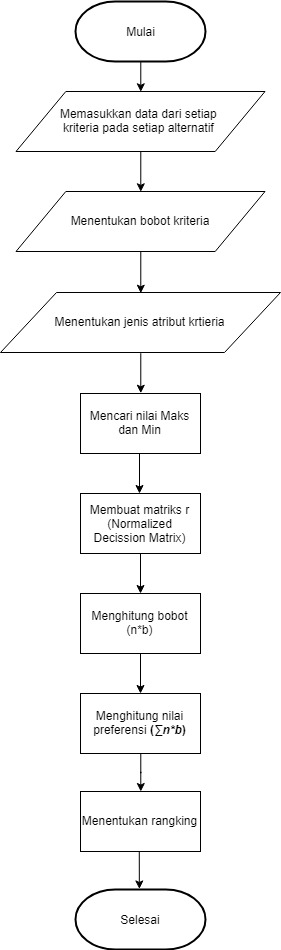 Mulai
Memasukkan data dari setiap
kriteria pada setiap alternatif
Menentukan bobot kriteria
Menentukan jenis atribut krtieria
Mencari nilai Maks
dan Min
Membuat matriks r
(Normalized
Decission Matrix)
Menghitung bobot
(n*b)
Menghitung nilai
preferensi (∑n*b)
Menentukan rangking
Selesai